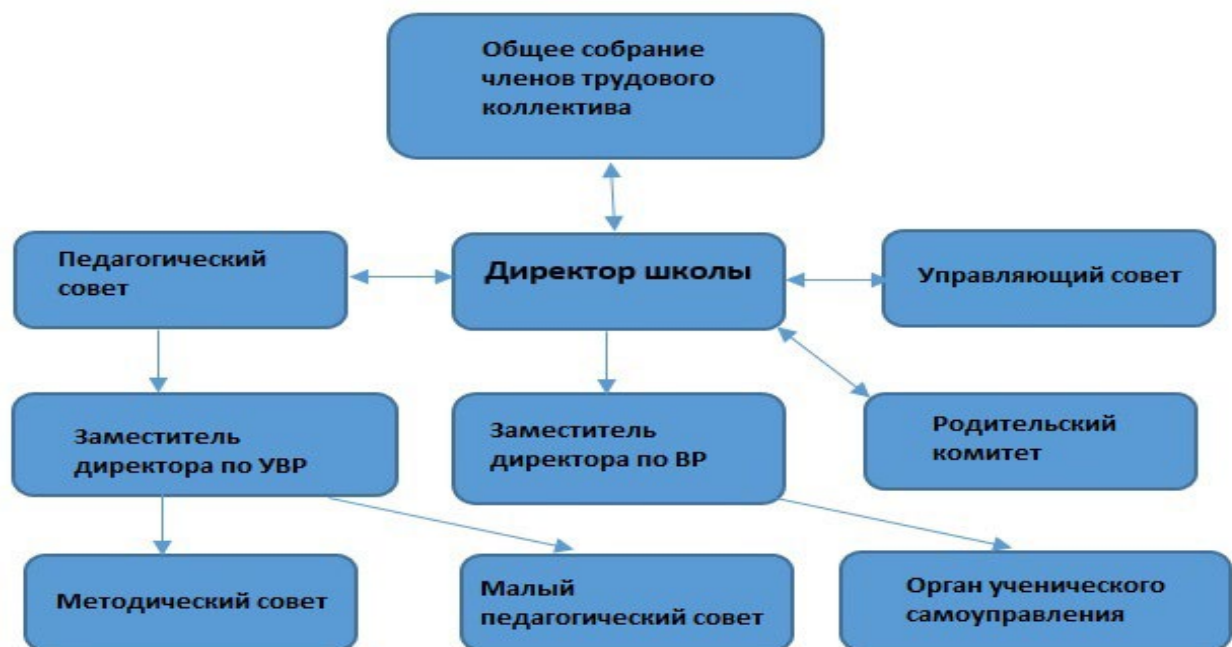 Общее собрание
членов трудового
коллектива
Педагогический
совет
Директор школы
Управляющий совет
Заместитель
директора по УВР
Заместитель
директора по ВР
Родительский
комитет
Методический совет
Малый
педагогический совет
Орган ученического
самоуправления